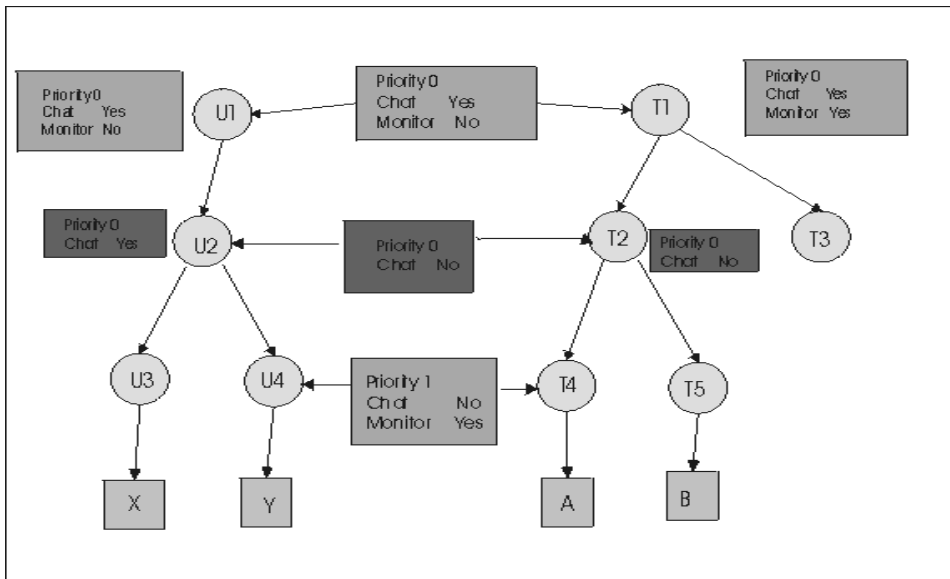 Priority 0
Chat Yes
Monitor No
U1
Priority 0
Chat Yes
Monitor No
T1
Priority 0
Chat Yes
Monitor Yes
Priority 0
Chat Yes
U2
Priority 0
Chat No
T2
Priority 0
Chat No
T3
U3
U4
Priority 1
Chat No
Monitor Yes
T4
T5
X
Y
A
B